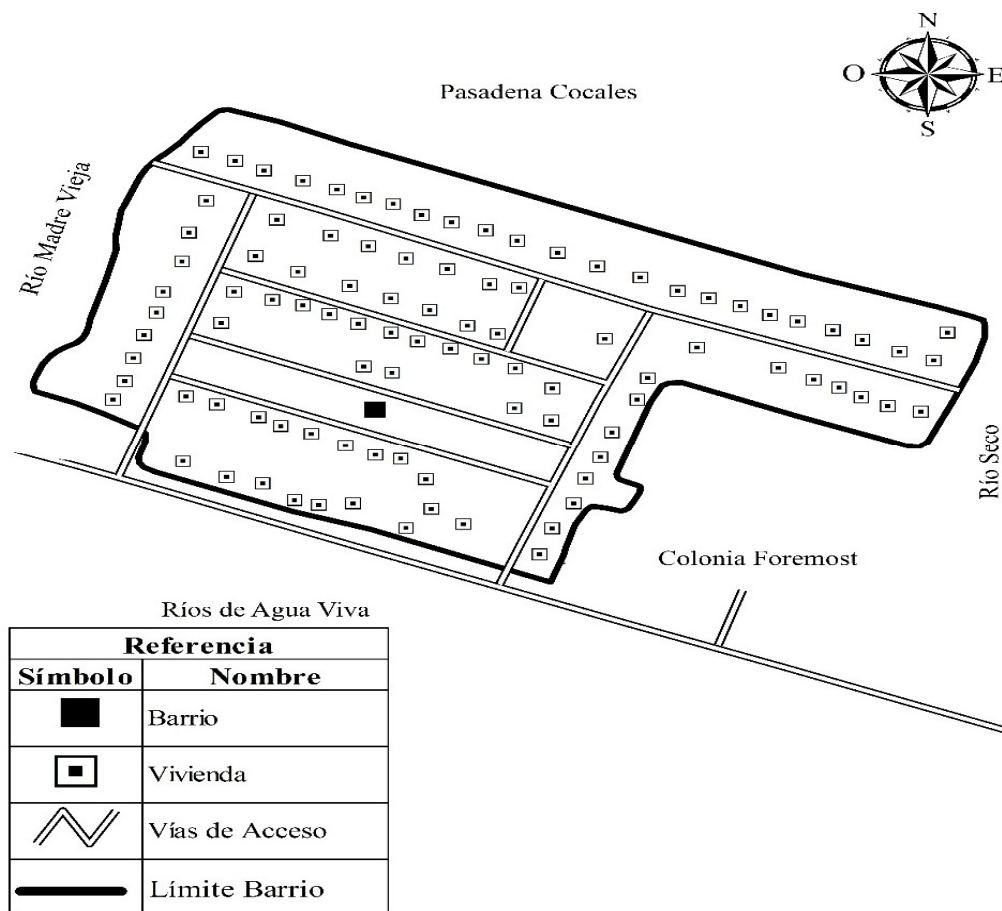 N
O
E
S
Pasadena Cocales
Río Madre Vieja
Río Seco
Colonia Foremost
Ríos de Agua Viva
Referencia
Símbolo Nombre
Barrio
Vivienda
Vías de Acceso
Límite Barrio